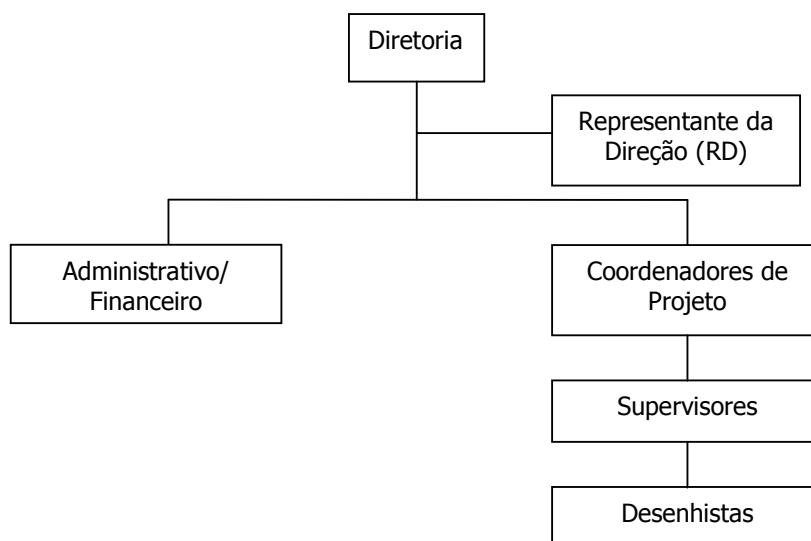 Diretoria
Representante da
Direção (RD)
Administrativo/
Financeiro
Coordenadores de
Projeto
Supervisores
Desenhistas